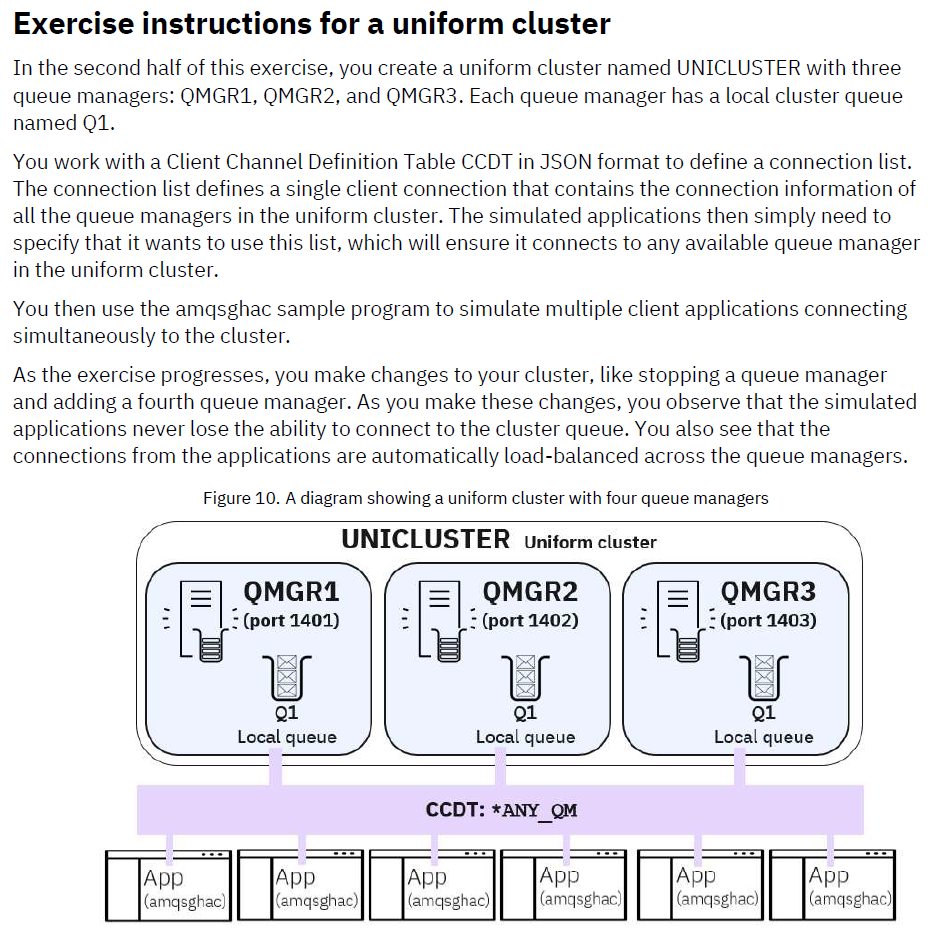 Exercise instructions for a uniform cluster
In the second half of this exercise, you create a uniform cluster named UNICLUSTER with three
queue managers: QMGR1, QMGR2, and QMGR3. Each queue manager has a local cluster queue
named Q1.
You work with a Client Channel Definition Table CCDT in JSON format to define a connection list.
The connection list defines a single client connection that contains the connection information of
all the queue managers in the uniform cluster. The simulated applications then simply need to
specify that it wants to use this list, which will ensure it connects to any available queue manager
in the uniform cluster.
You then use the amqsghac sample program to simulate multiple client applications connecting
simultaneously to the cluster.
As the exercise progresses, you make changes to your cluster, like stopping a queue manager
and adding a fourth queue manager. As you make these changes, you observe that the simulated
applications never lose the ability to connect to the cluster queue. You also see that the
connections from the applications are automatically load-balanced across the queue managers.
Figure 10. A diagram showing a uniform cluster with four queue managers
UNICLUSTER Uniform cluster
QMGR1 QMGR2 QMGR3
(port 1401) (port 1402) (port 1403)
Q1 Q1 Q1
Local queue Local queue Local queue
CCDT: *ANY_QM
App App App App App App
(amqsghac) (amqsghac) (amqsghac) (amqsghac) (amqsghac) (amqsghac)